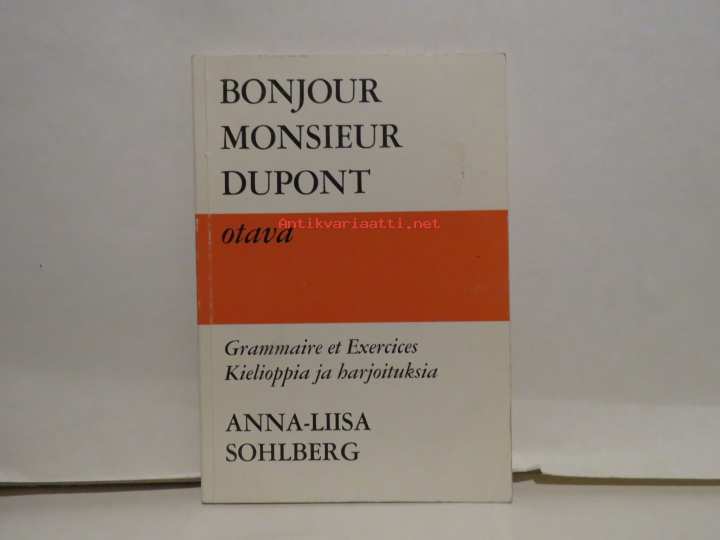 BONJOUR
MONSIEUR
DUPONT
Antikvariaatti.net
otava
Grammaire et Exercices
Kielioppia ja harjoituksia
ANNA-LIISA
SOHLBERG